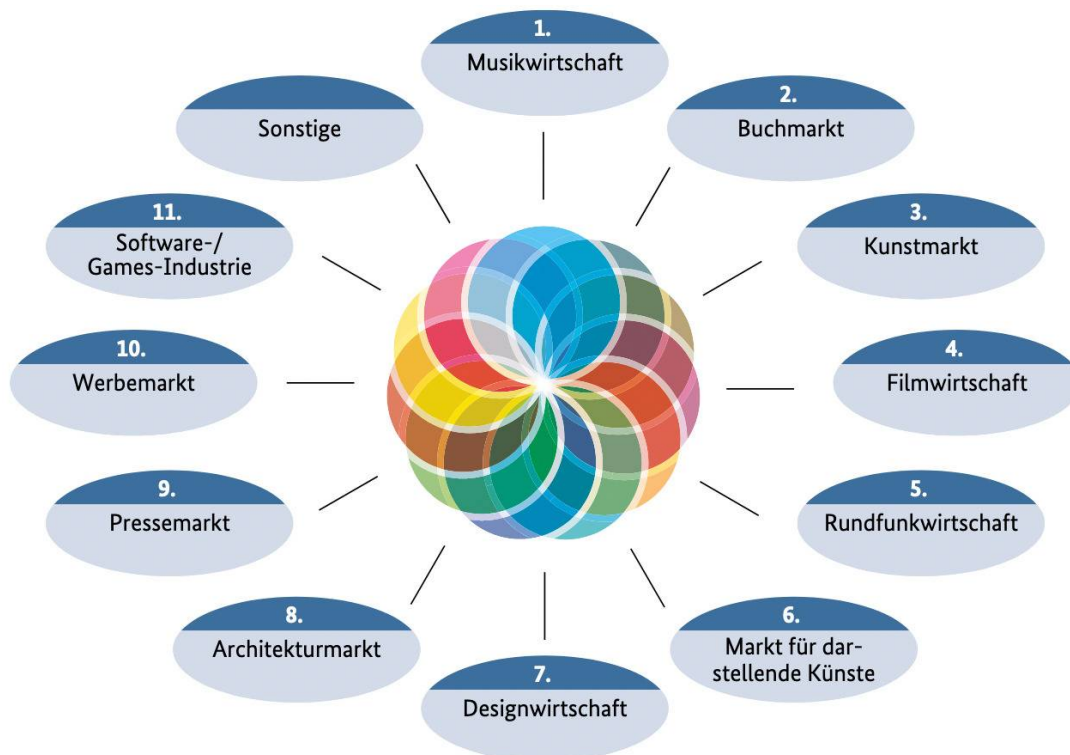 1.
Musikwirtschaft
2.
Buchmarkt
3.
Kunstmarkt
4.
Filmwirtschaft
5.
Rundfunkwirtschaft
6.
Markt für dar-
stellende Künste
7.
Designwirtschaft
8.
Architekturmarkt
9.
Pressemarkt
10.
Werbemarkt
11.
Software-/
Games-Industrie
Sonstige